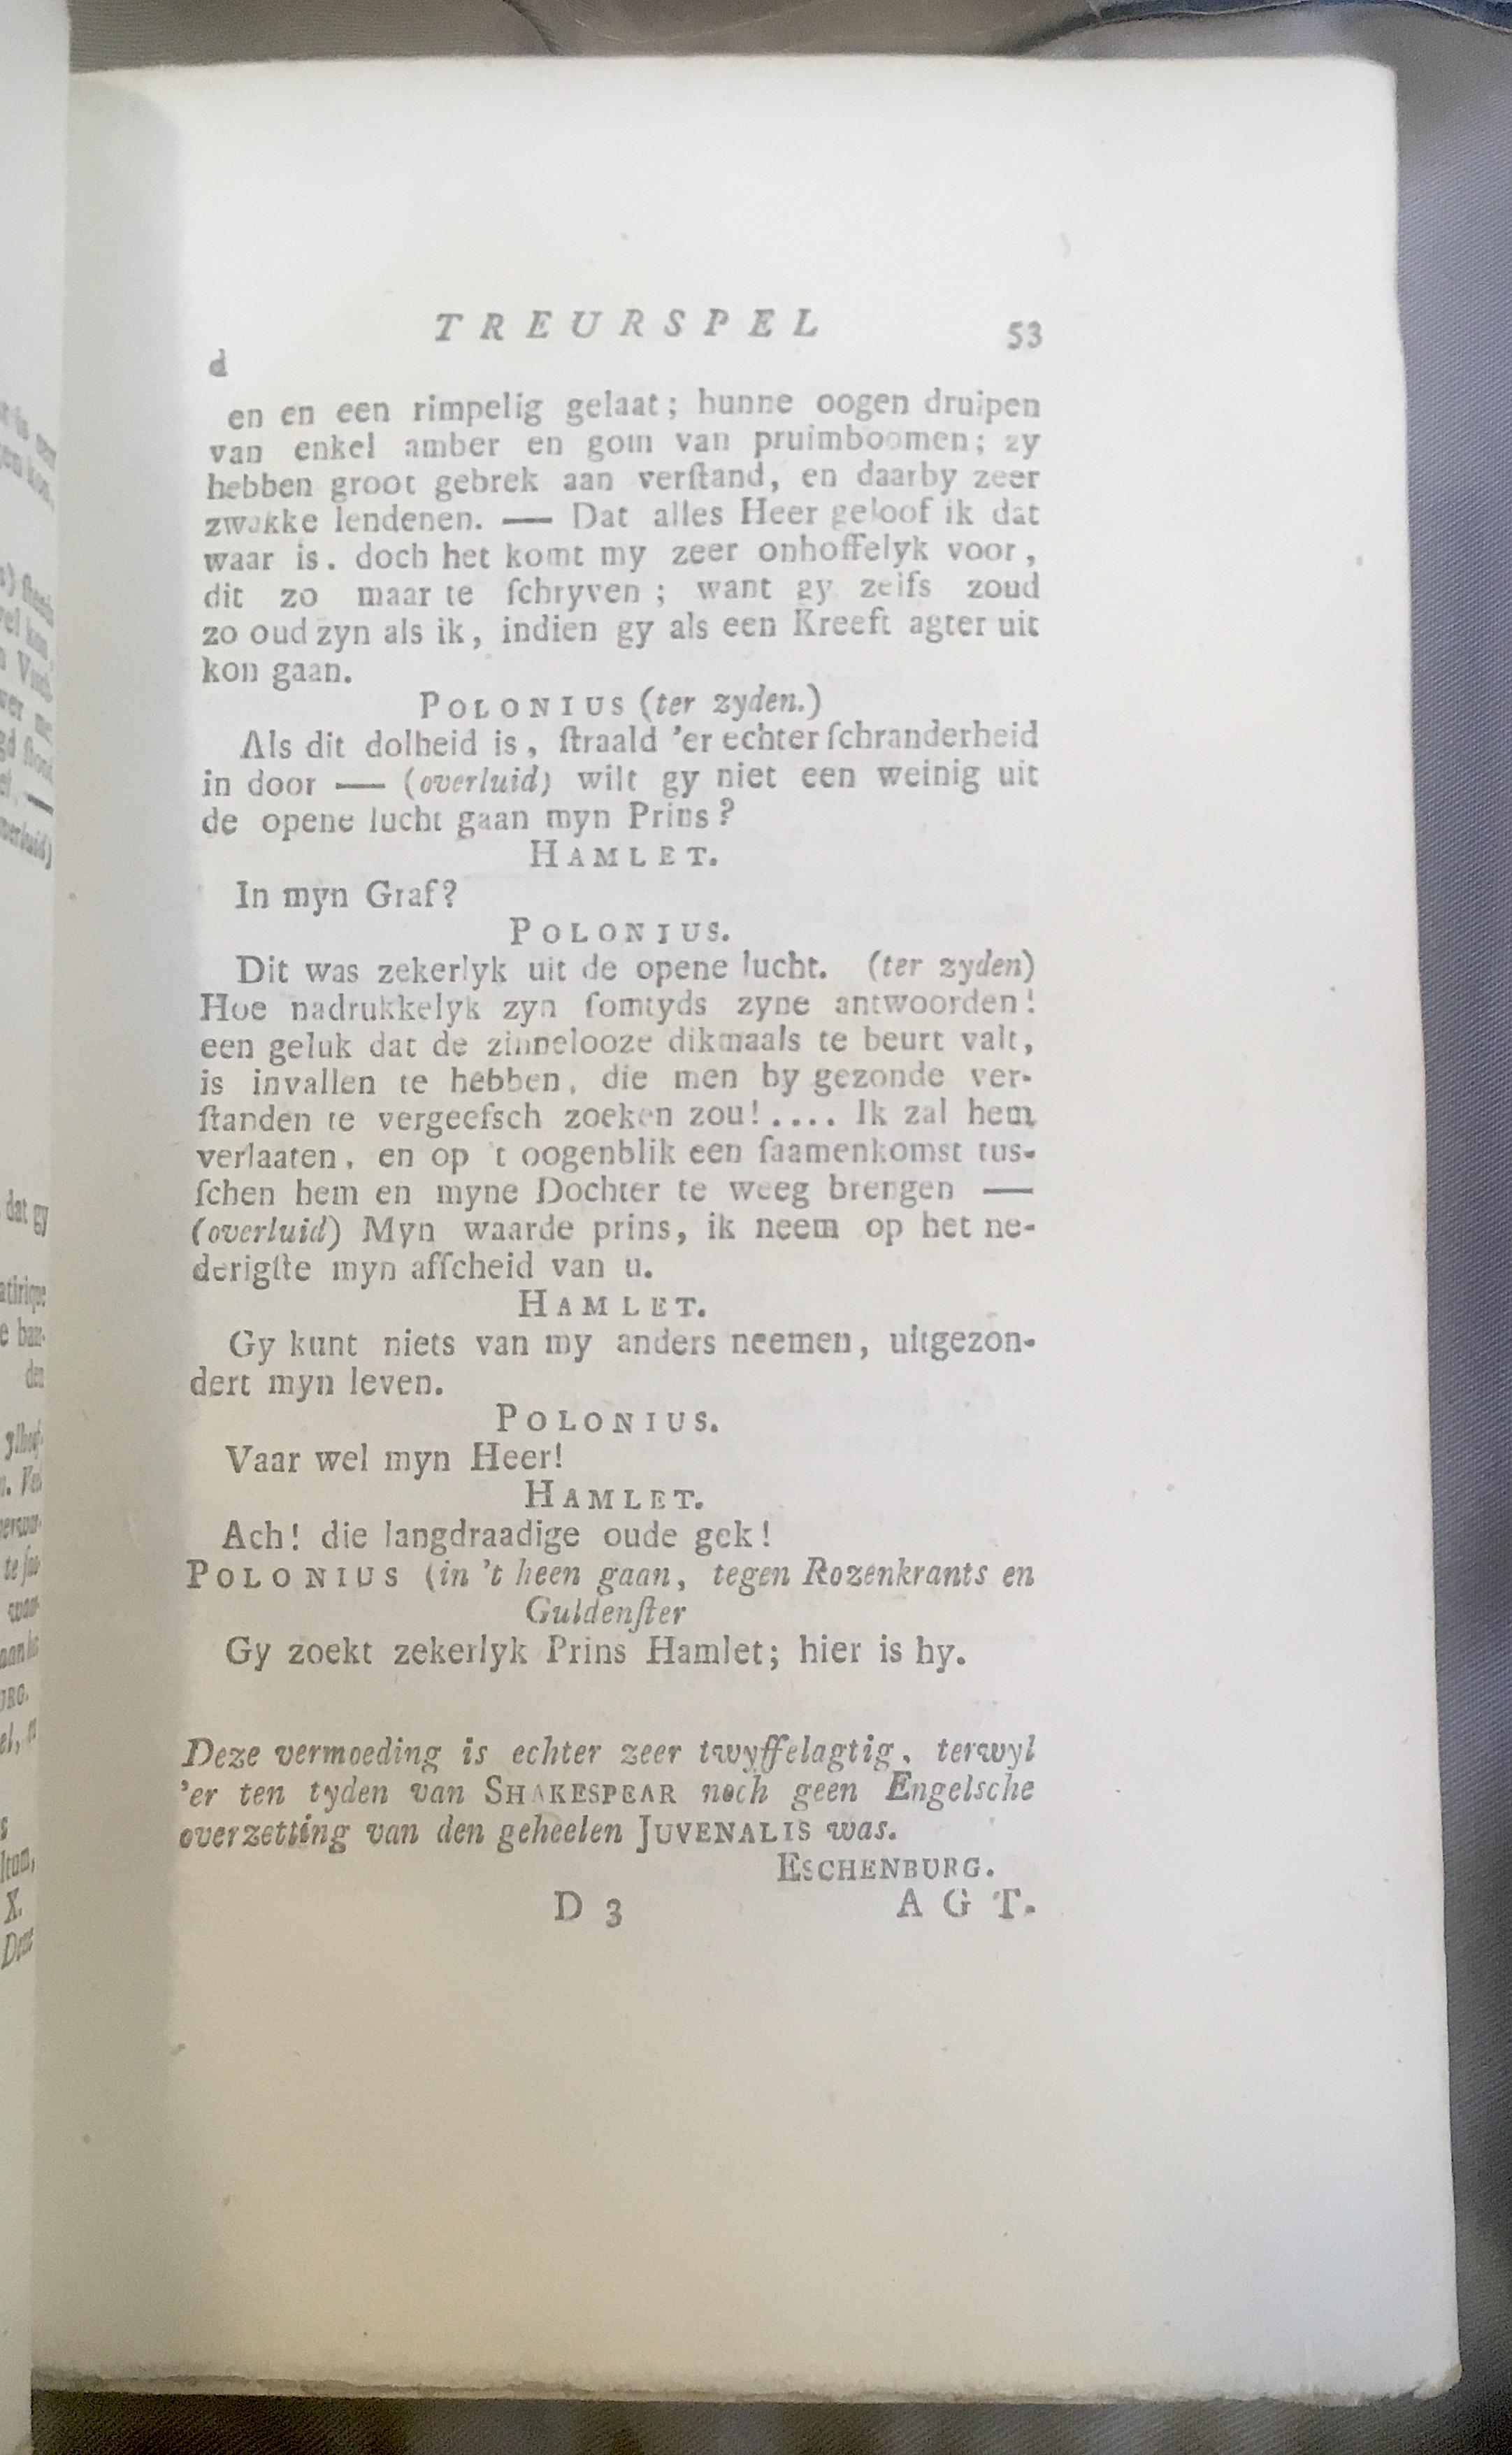 TREURSPEL 53
d
en en een rimpelig gelaat; hunne oogen druipen
van enkel amber en gom van pruimboomen; zy
hebben groot gebrek aan verſtand, en daarby zeer
zwakke lendenen. — Dat alles Heer geloof ik dat
waar is. doch het komt my zeer onhoffelyk voor,
dit zo maar te ſchryven; want gy zelfs zoud
zo oud zyn als ik, indien gy als een Kreeft agter uit
kon gaan.
POLONIUS (ter zyden.)
Als dit dolheid is, ſtraald 'er echter ſchranderheid
in door — (overluid) wilt gy niet een weinig uit
de opene lucht gaan myn Prins?
HAMLET.
In myn Graf?
POLONIUS.
Dit was zekerlyk uit de opene lucht. (ter zyden)
Hoe nadrukkelyk zyn ſomtyds zyne antwoorden!
een geluk dat de zinnelooze dikmaals te beurt valt,
is invallen te hebben, die men by gezonde ver-
ſtanden te vergeefsch zoeken zou! .... Ik zal hem
verlaaten, en op 't oogenblik een ſaamenkomst tus-
ſchen hem en myne Dochter te weeg brengen —
(overluid) Myn waarde prins, ik neem op het ne-
derigſte myn afſcheid van u.
HAMLET.
Gy kunt niets van my anders neemen, uitgezon-
dert myn leven.
POLONIUS.
Vaar wel myn Heer!
HAMLET.
Ach! die langdraadige oude gek!
POLONIUS (in 't heen gaan, tegen Rozenkrants en
Guldenſter
Gy zoekt zekerlyk Prins Hamlet; hier is hy.
Deze vermoeding is echter zeer twyffelagtig, terwyl
'er ten tyden van SHAKESPEAR noch geen Engelsche
overzetting van den geheelen JUVENALIS was.
ESCHENBURG.
D 3 AGT.